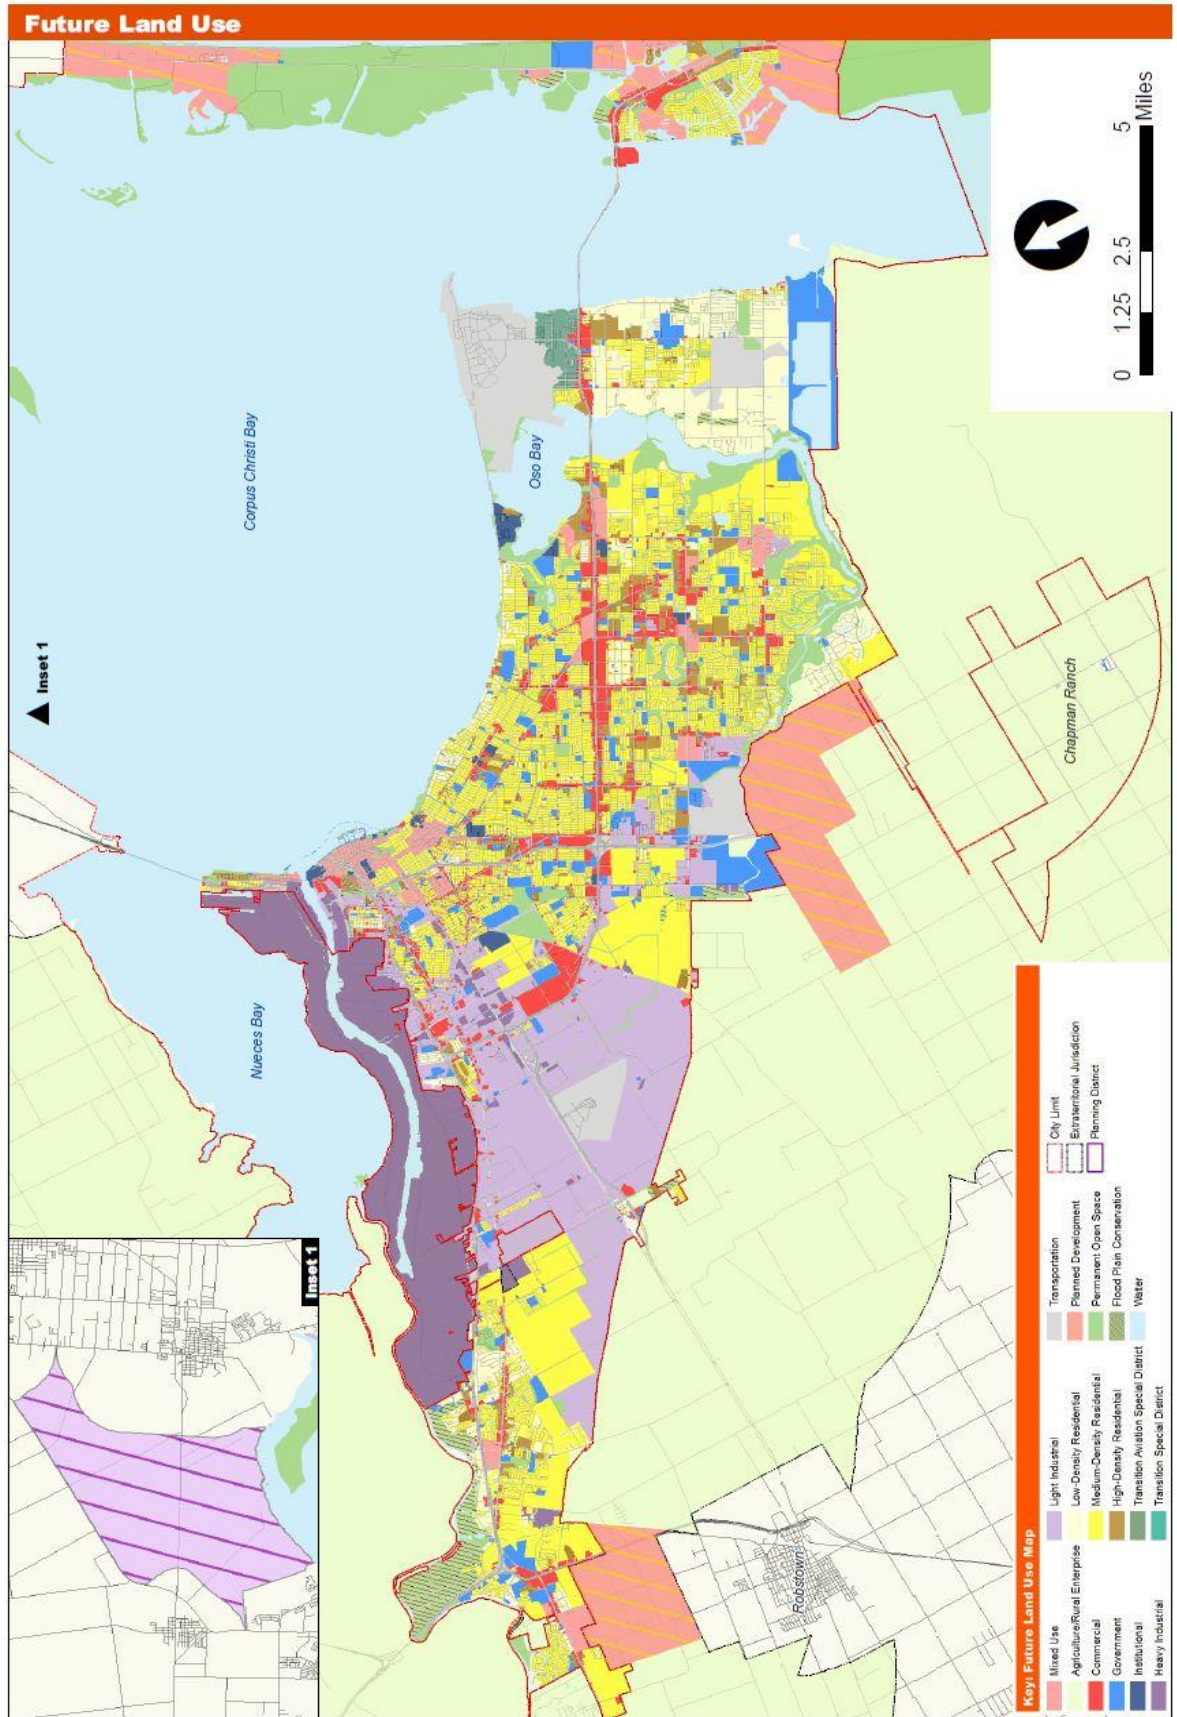 Future Land Use
Inset 1
Corpus Christi Bay
Oso Bay
Nueces Bay
Chapman Ranch
Robstown
Inset 1
0 1.25 2.5 5
Miles
Key: Future Land Use Map
Mixed Use
Agriculture/Rural Enterprise
Commercial
Government
Institutional
Heavy Industrial
Light Industrial
Low-Density Residential
Medium-Density Residential
High-Density Residential
Transition Aviation Special District
Transition Special District
Transportation
Planned Development
Permanent Open Space
Flood Plain Conservation
Water
City Limit
Extraterritorial Jurisdiction
Planning District